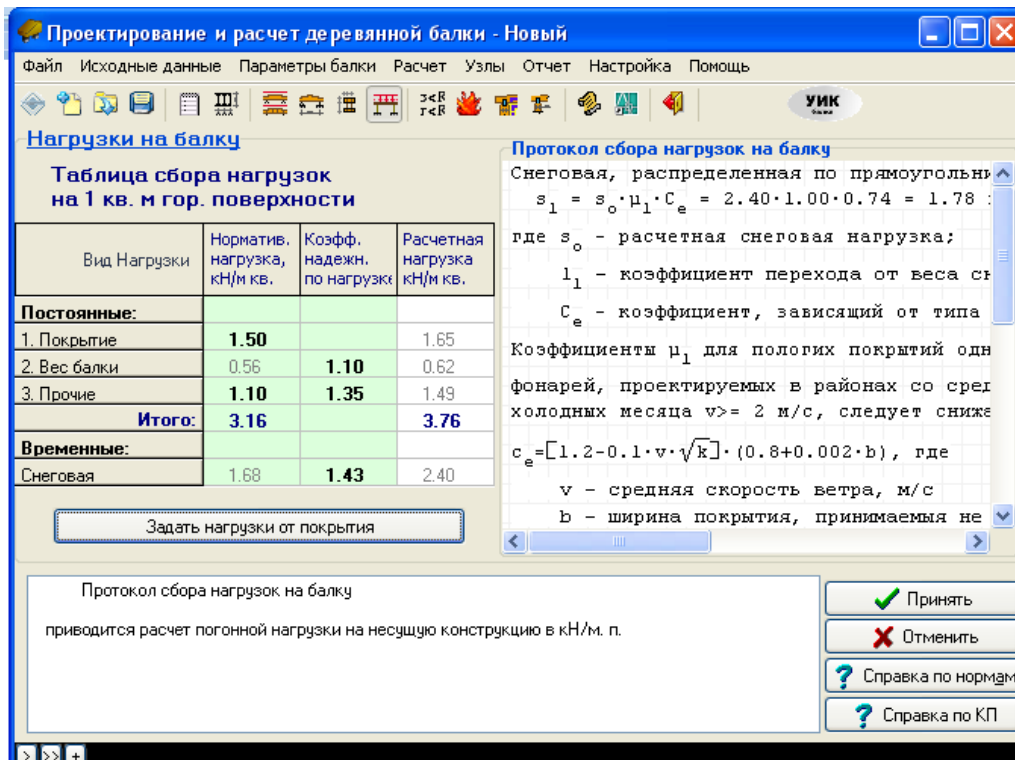 Проектирование и расчет деревянной балки - Новый
Файл Исходные данные Параметры балки Расчет Узлы Отчет Настройка Помощь
УИК
Нагрузки на балку
Таблица сбора нагрузок
на 1 кв. м гор. поверхности
Вид Нагрузки
Норматив. нагрузка, кН/м кв.
Коэфф. надежн. по нагрузке
Расчетная нагрузка кН/м кв.
Постоянные:
1. Покрытие 1.50 1.65
2. Вес балки 0.56 1.10 0.62
3. Прочие 1.10 1.35 1.49
Итого: 3.16 3.76
Временные:
Снеговая 1.68 1.43 2.40
Задать нагрузки от покрытия
Протокол сбора нагрузок на балку
Снеговая, распределенная по прямоугольни
s₁ = sₒ·μ₁·Cₑ = 2.40·1.00·0.74 = 1.78
где sₒ - расчетная снеговая нагрузка;
l₁ - коэффициент перехода от веса сн
Cₑ - коэффициент, зависящий от типа
Коэффициенты μ₁ для пологих покрытий одн
фонарей, проектируемых в районах со сред
холодных месяца v>= 2 м/с, следует снижа
cₑ=[1.2-0.1·v·√k]·(0.8+0.002·b), где
v - средняя скорость ветра, м/с
b - ширина покрытия, принимаемыя не
Протокол сбора нагрузок на балку
приводится расчет погонной нагрузки на несущую конструкцию в кН/м. п.
Принять
Отменить
Справка по нормам
Справка по КП
> >> +